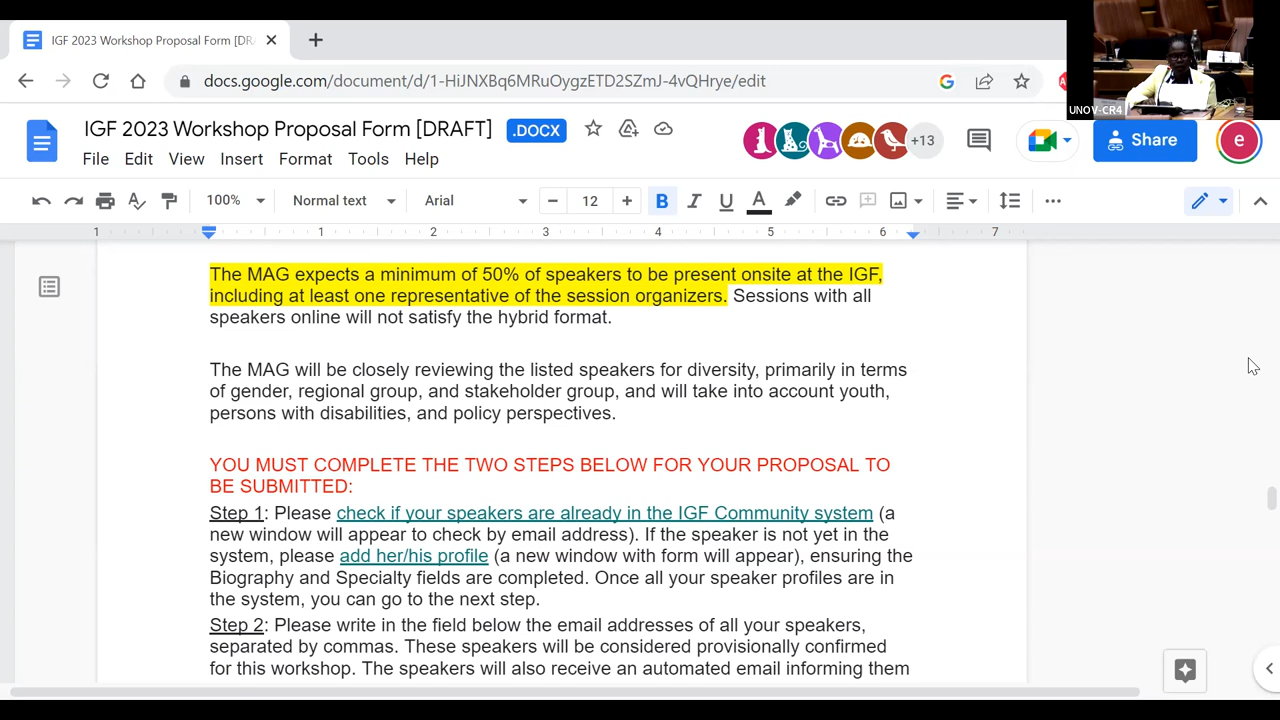 IGF 2023 Workshop Proposal Form [DR
docs.google.com/document/d/1-HiJNXBq6MRuOygzETD2SZmJ-4vQHrye/edit
UNOV-CR4
IGF 2023 Workshop Proposal Form [DRAFT]
.DOCX
+13
Share
e
File Edit View Insert Format Tools Help
100% Normal text Arial 12 B I U A
1 1 2 3 4 5 6 7
The MAG expects a minimum of 50% of speakers to be present onsite at the IGF,
including at least one representative of the session organizers. Sessions with all
speakers online will not satisfy the hybrid format.
The MAG will be closely reviewing the listed speakers for diversity, primarily in terms
of gender, regional group, and stakeholder group, and will take into account youth,
persons with disabilities, and policy perspectives.
YOU MUST COMPLETE THE TWO STEPS BELOW FOR YOUR PROPOSAL TO
BE SUBMITTED:
Step 1: Please check if your speakers are already in the IGF Community system (a
new window will appear to check by email address). If the speaker is not yet in the
system, please add her/his profile (a new window with form will appear), ensuring the
Biography and Specialty fields are completed. Once all your speaker profiles are in
the system, you can go to the next step.
Step 2: Please write in the field below the email addresses of all your speakers,
separated by commas. These speakers will be considered provisionally confirmed
for this workshop. The speakers will also receive an automated email informing them